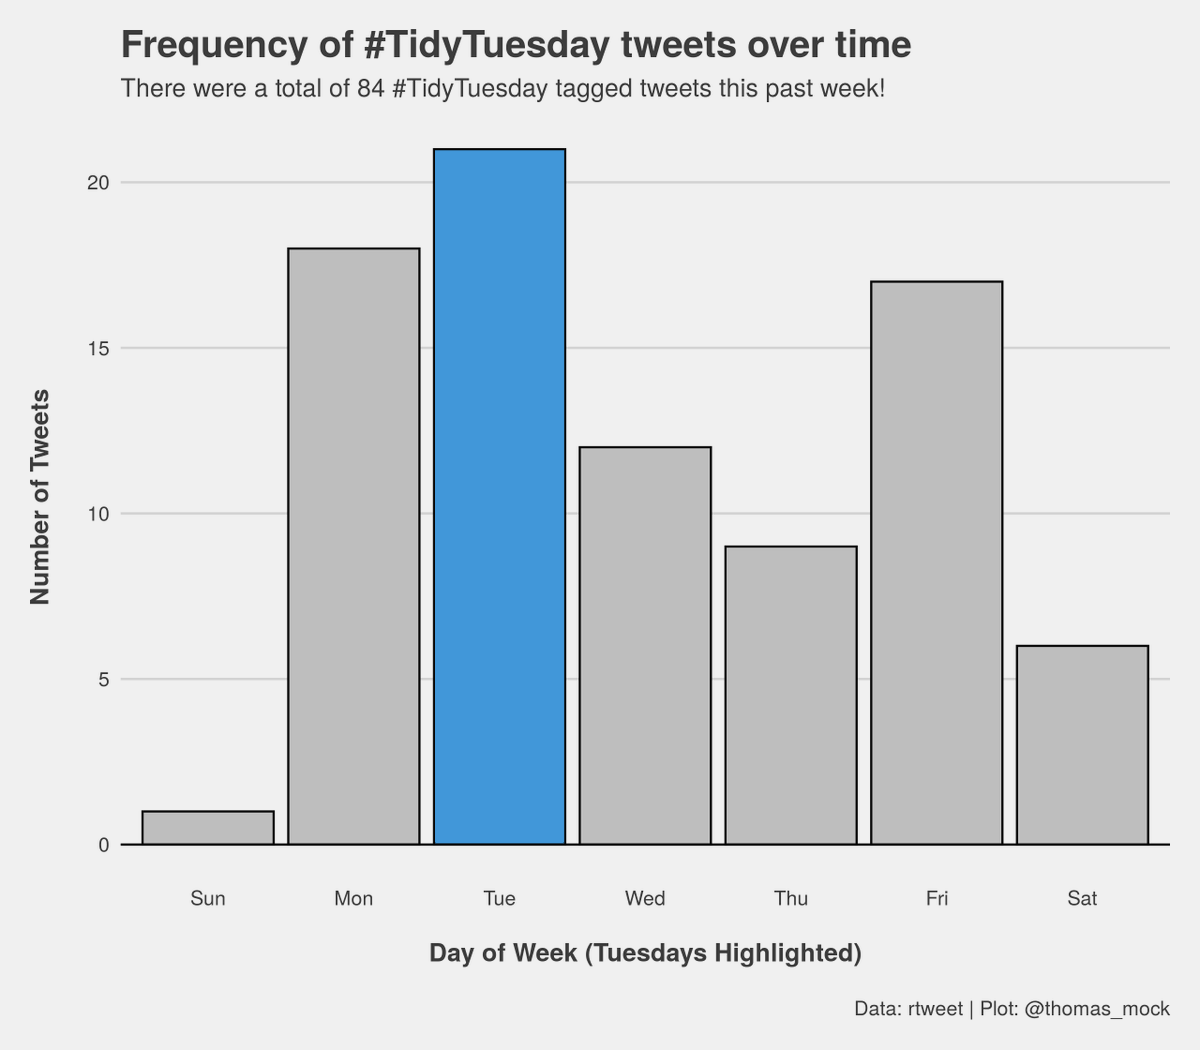 Frequency of #TidyTuesday tweets over time
There were a total of 84 #TidyTuesday tagged tweets this past week!
Number of Tweets
20
15
10
5
0
Sun Mon Tue Wed Thu Fri Sat
Day of Week (Tuesdays Highlighted)
Data: rtweet | Plot: @thomas_mock